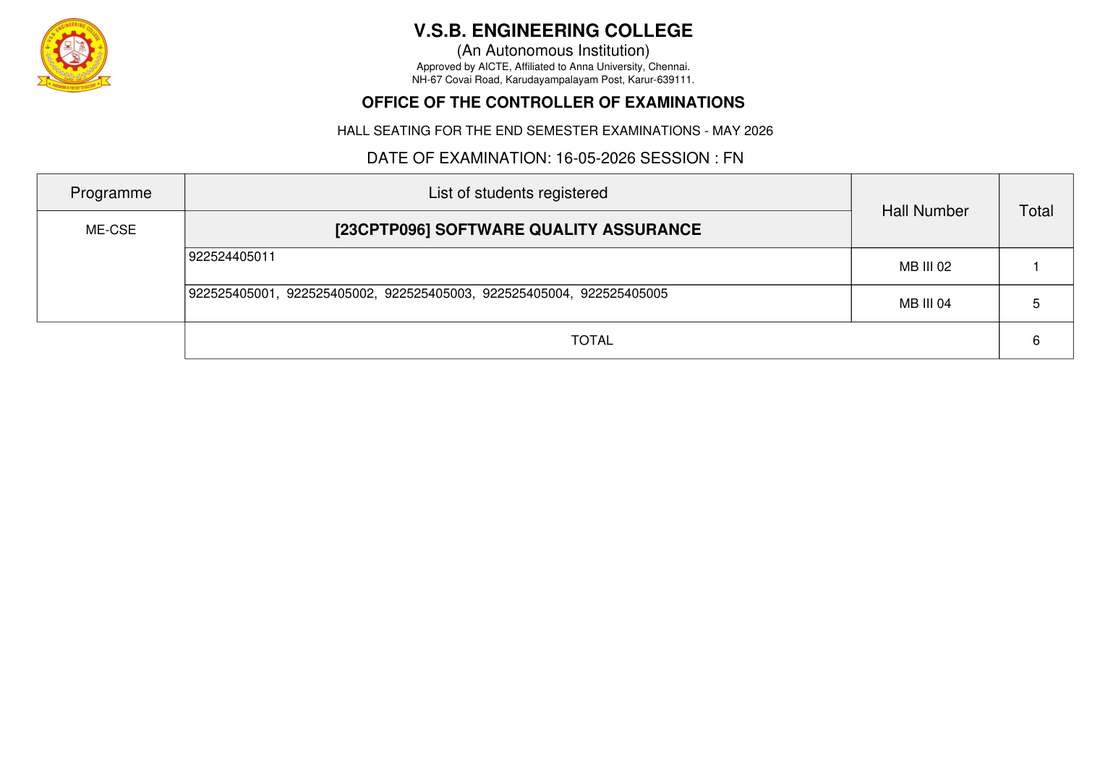 V.S.B. ENGINEERING COLLEGE
(An Autonomous Institution)
Approved by AICTE, Affiliated to Anna University, Chennai.
NH-67 Covai Road, Karudayampalayam Post, Karur-639111.
OFFICE OF THE CONTROLLER OF EXAMINATIONS
HALL SEATING FOR THE END SEMESTER EXAMINATIONS - MAY 2026
DATE OF EXAMINATION: 16-05-2026 SESSION : FN
Programme List of students registered Hall Number Total
ME-CSE [23CPTP096] SOFTWARE QUALITY ASSURANCE
922524405011 MB III 02 1
922525405001, 922525405002, 922525405003, 922525405004, 922525405005 MB III 04 5
TOTAL 6